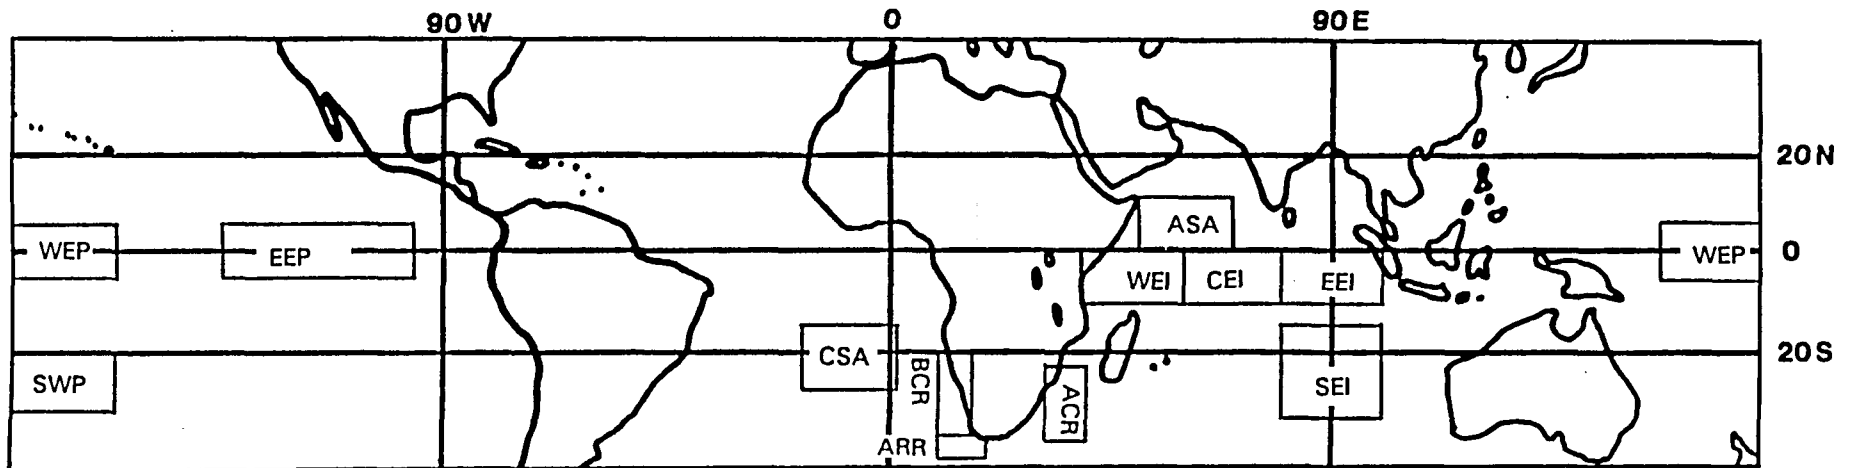 90W 0 90E
20N
ASA
WEP EEP WEI CEI EEI WEP 0
CSA BCR 20S
SWP ACR SEI
ARR